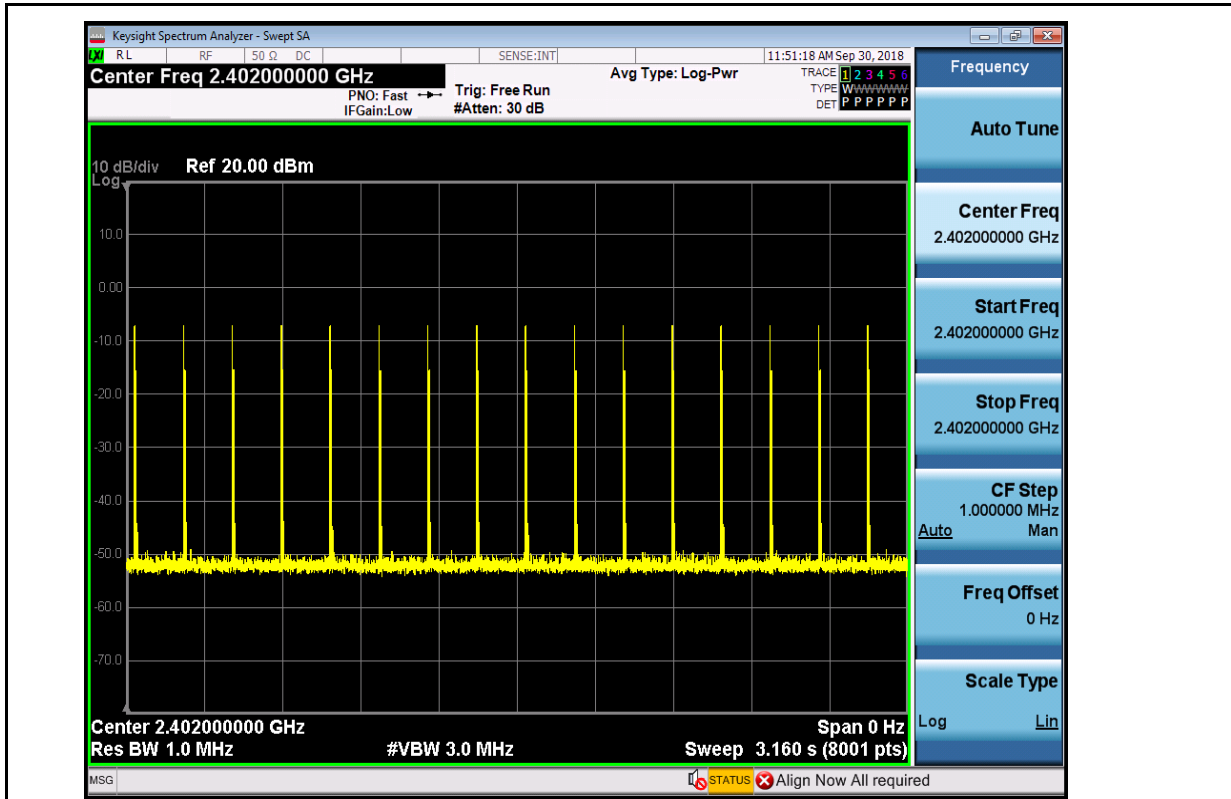 Keysight Spectrum Analyzer - Swept SA
LXI RL RF 50 Ω DC SENSE:INT 11:51:18 AM Sep 30, 2018
Center Freq 2.402000000 GHz
PNO: Fast
IFGain:Low
Trig: Free Run
#Atten: 30 dB
Avg Type: Log-Pwr
TRACE 1 2 3 4 5 6
TYPE WWWWWW
DET P P P P P P
10 dB/div Ref 20.00 dBm
Log
10.0
0.00
-10.0
-20.0
-30.0
-40.0
-50.0
-60.0
-70.0
Center 2.402000000 GHz Span 0 Hz
Res BW 1.0 MHz #VBW 3.0 MHz Sweep 3.160 s (8001 pts)
MSG STATUS Align Now All required
Frequency
Auto Tune
Center Freq
2.402000000 GHz
Start Freq
2.402000000 GHz
Stop Freq
2.402000000 GHz
CF Step
1.000000 MHz
Auto Man
Freq Offset
0 Hz
Scale Type
Log Lin